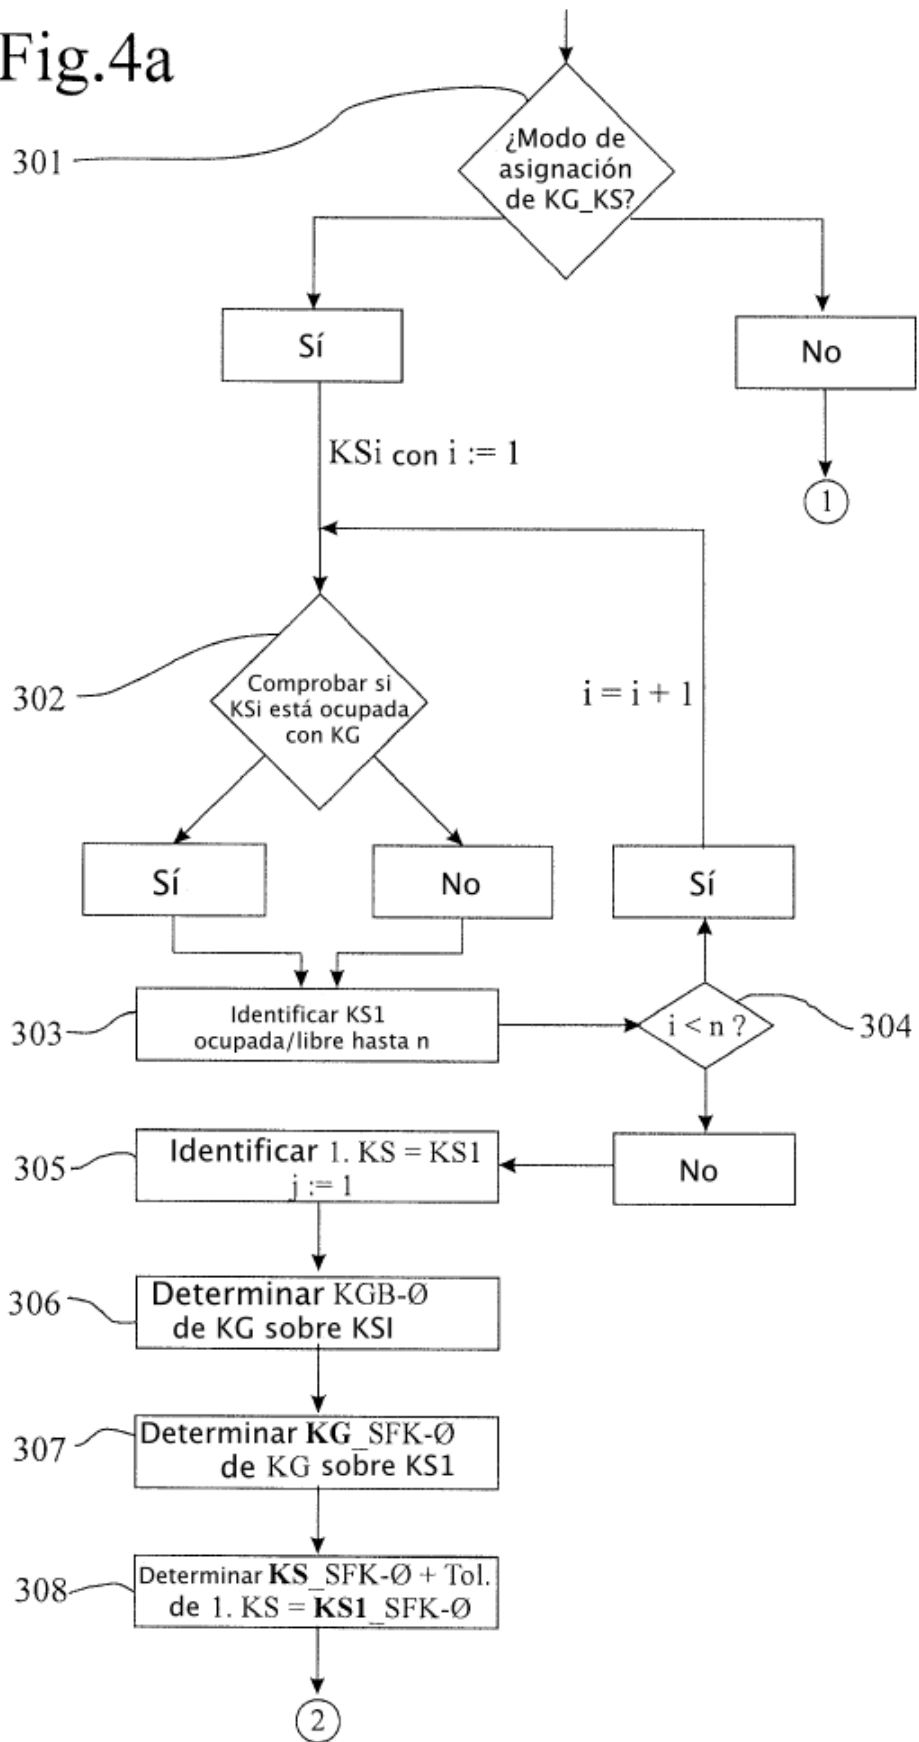 Fig.4a
301
¿Modo de
asignación
de KG_KS?
Sí
No
KSi con i := 1
1
302
Comprobar si
KSi está ocupada
con KG
i = i + 1
Sí
No
Sí
303
Identificar KS1
ocupada/libre hasta n
i < n ?
304
305
Identificar 1. KS = KS1
j := 1
No
306
Determinar KGB-Ø
de KG sobre KSI
307
Determinar KG_SFK-Ø
de KG sobre KS1
308
Determinar KS_SFK-Ø + Tol.
de 1. KS = KS1_SFK-Ø
2